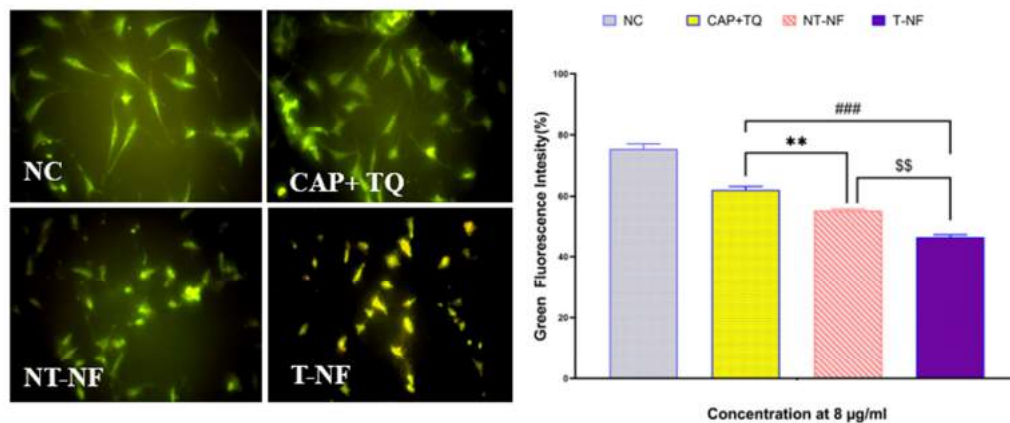 NC
CAP+ TQ
NT-NF
T-NF
NC CAP+TQ NT-NF T-NF
Green Fluorescence Intesity(%)
100
80
60
40
20
0
###
**
$$
Concentration at 8 µg/ml